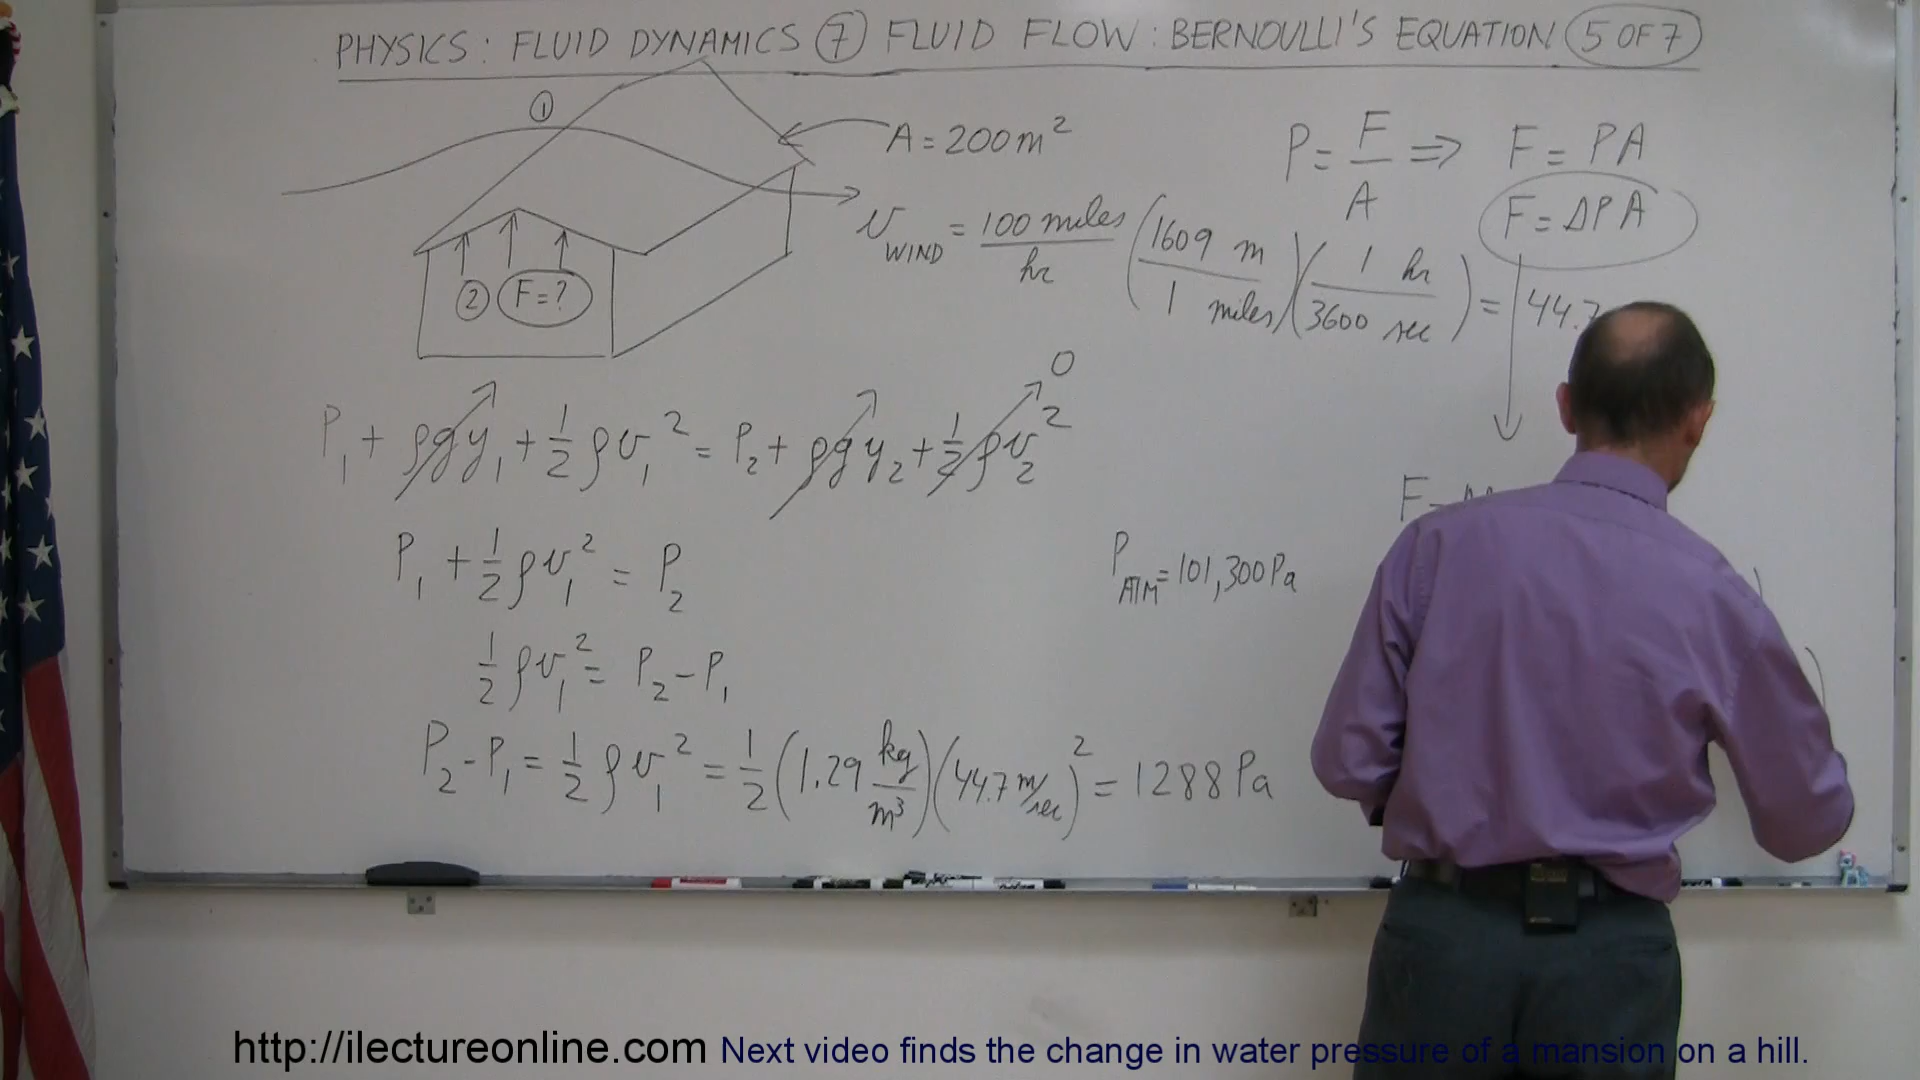 PHYSICS: FLUID DYNAMICS ⑦ FLUID FLOW: BERNOULLI'S EQUATION 5 OF 7
①
A = 200 m²
② F = ?
v_WIND = 100 miles / hr (1609 m / 1 miles)(1 hr / 3600 sec) = 44.7
P = F/A ⇒ F = PA
F = ΔPA
P₁ + ρgy₁ + ½ρv₁² = P₂ + ρgy₂ + ½ρv₂² 0
P₁ + ½ρv₁² = P₂
½ρv₁² = P₂ - P₁
P₂ - P₁ = ½ρv₁² = ½(1.29 kg/m³)(44.7 m/sec)² = 1288 Pa
P_ATM = 101,300 Pa
F =
http://ilectureonline.com Next video finds the change in water pressure of a mansion on a hill.